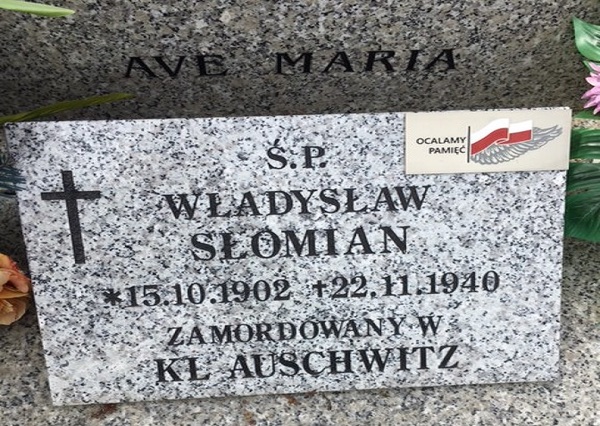 AVE MARIA
OCALAMY
PAMIĘĆ
Ś.P.
WŁADYSŁAW
SŁOMIAN
*15.10.1902 †22.11.1940
ZAMORDOWANY W
KL AUSCHWITZ